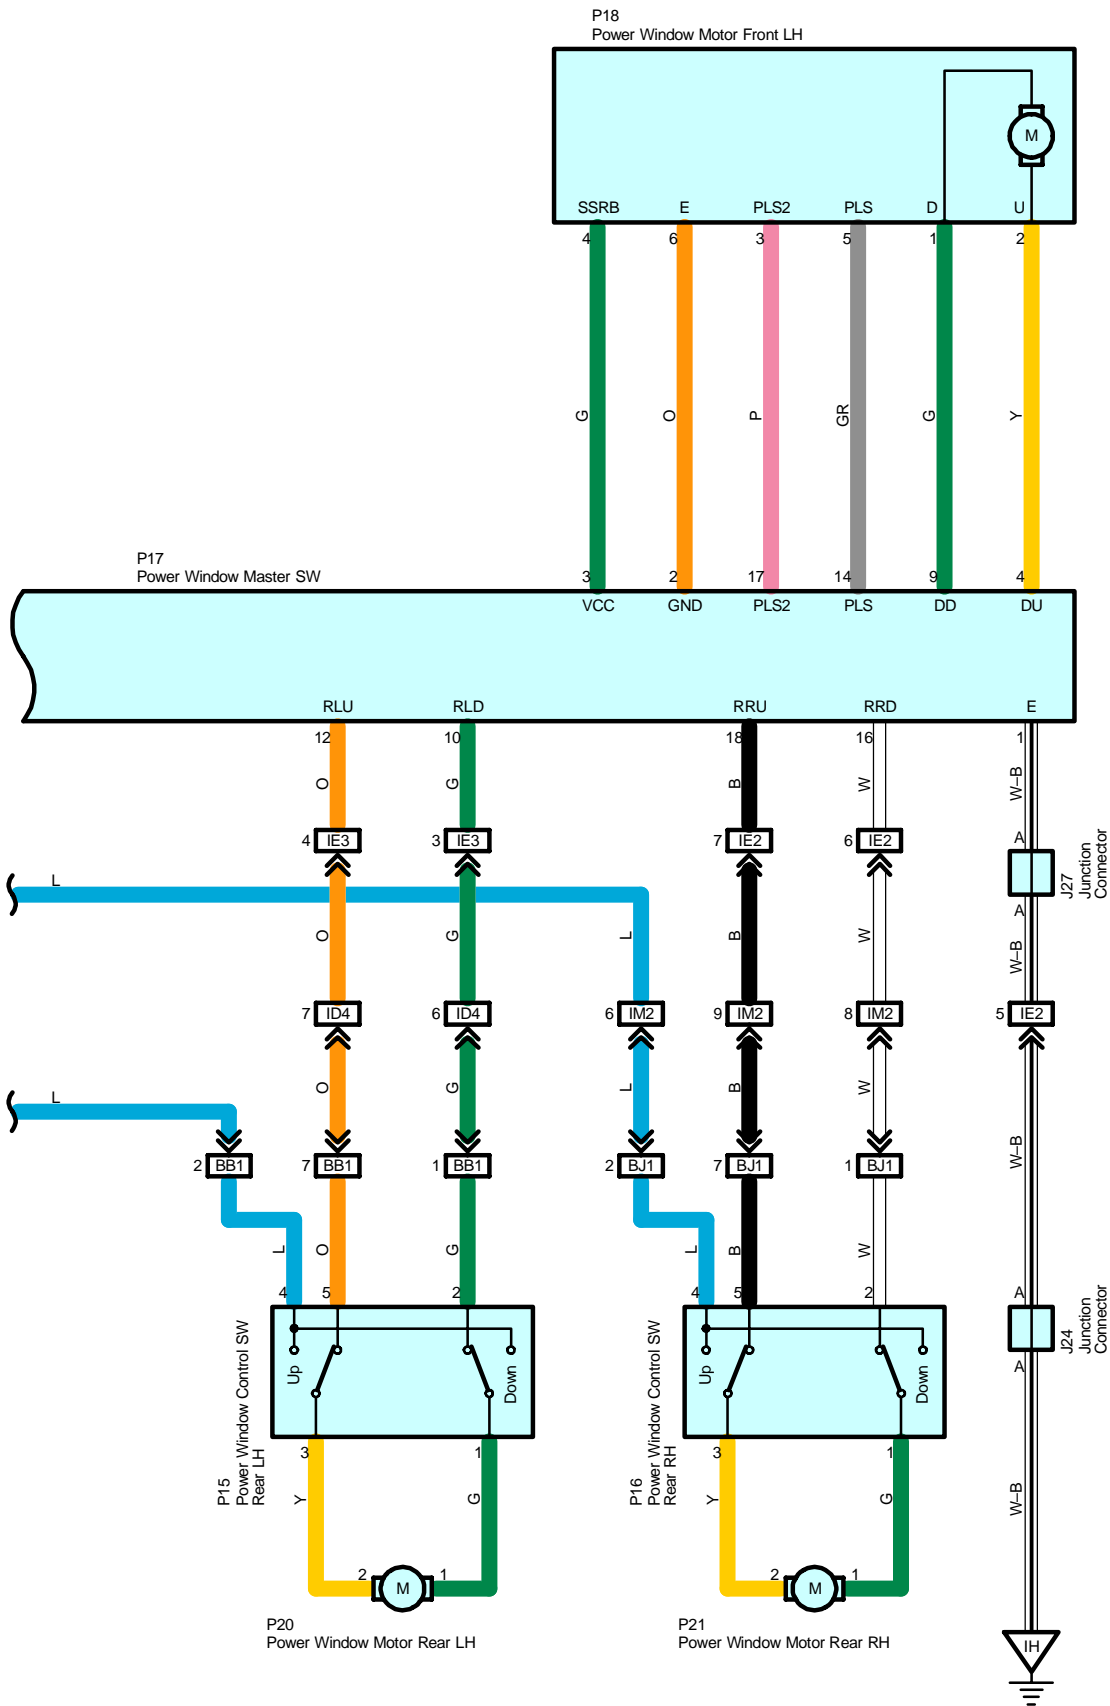 P18
Power Window Motor Front LH
M
SSRB E PLS2 PLS D U
4 6 3 5 1 2
G O P GR G Y
P17
Power Window Master SW
3 2 17 14 9 4
VCC GND PLS2 PLS DD DU
RLU RLD RRU RRD E
12 10 18 16 1
O G B W W–B
4 IE3 3 IE3 7 IE2 6 IE2 A
J27
Junction
Connector
L
A
O G L B W W–B
7 ID4 6 ID4 6 IM2 9 IM2 8 IM2 5 IE2
O G L B W
L
W–B
2 BB1 7 BB1 1 BB1 2 BJ1 7 BJ1 1 BJ1
L O G L B W
4 5 2 4 5 2 A
J24
Junction
Connector
Up Down Up Down
A
P15
Power Window Control SW
Rear LH
P16
Power Window Control SW
Rear RH
3 1 3 1
Y G Y G W–B
2 M 1 2 M 1
P20
Power Window Motor Rear LH
P21
Power Window Motor Rear RH
IH